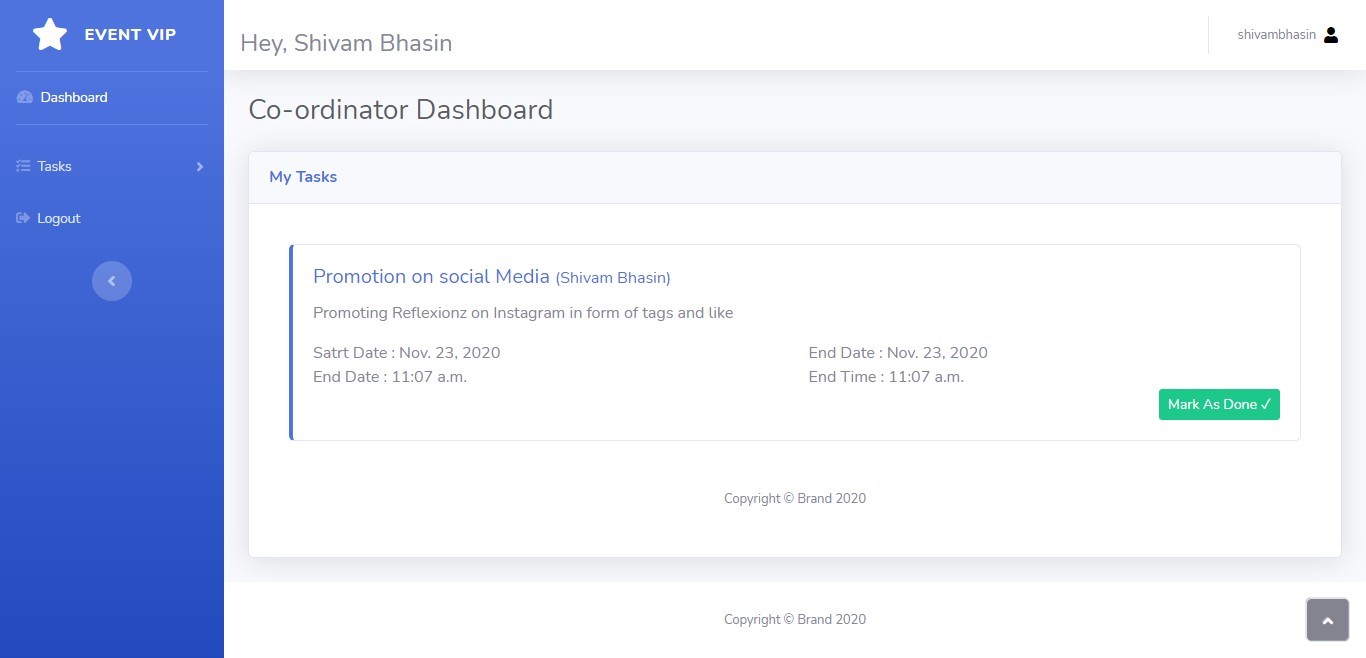 EVENT VIP
Hey, Shivam Bhasin
shivambhasin
Dashboard
Tasks
Logout
Co-ordinator Dashboard
My Tasks
Promotion on social Media (Shivam Bhasin)
Promoting Reflexionz on Instagram in form of tags and like
Satrt Date : Nov. 23, 2020
End Date : 11:07 a.m.
End Date : Nov. 23, 2020
End Time : 11:07 a.m.
Mark As Done ✓
Copyright © Brand 2020
Copyright © Brand 2020